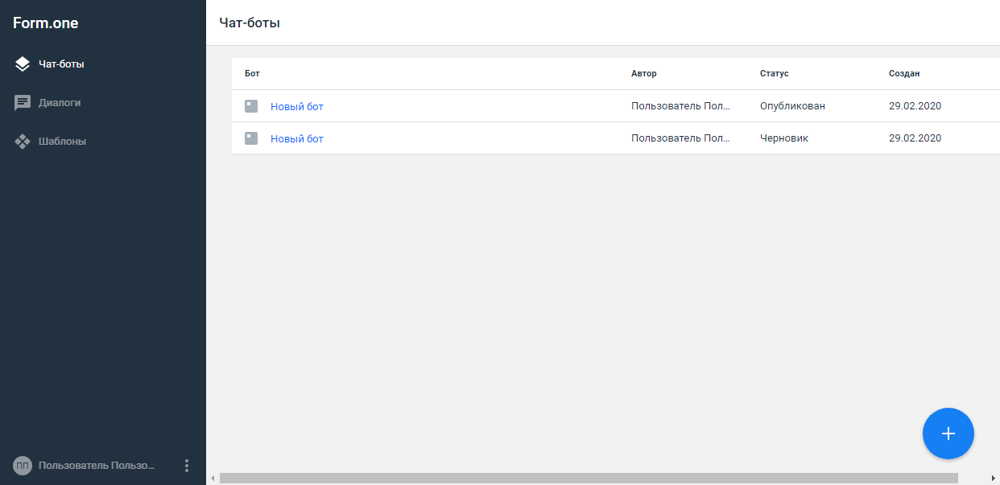 Form.one
Чат-боты
Диалоги
Шаблоны
ПП Пользователь Пользо...
Чат-боты
Бот Автор Статус Создан
Новый бот Пользователь Пол... Опубликован 29.02.2020
Новый бот Пользователь Пол... Черновик 29.02.2020